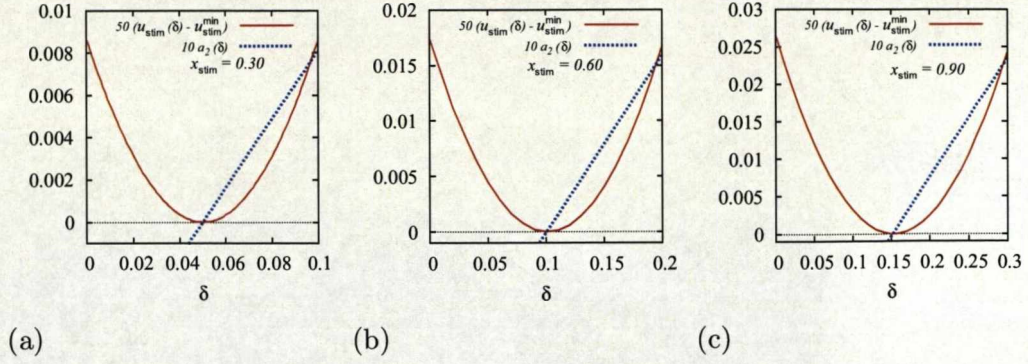 50 (u_stim (δ) - u_stim^min)
10 a_2 (δ)
x_stim = 0.30
0.01
0.008
0.006
0.004
0.002
0
0 0.02 0.04 0.06 0.08 0.1
δ
(a)
50 (u_stim (δ) - u_stim^min)
10 a_2 (δ)
x_stim = 0.60
0.020
0.015
0.01
0.005
0
0 0.05 0.1 0.15 0.2
δ
(b)
50 (u_stim (δ) - u_stim^min)
10 a_2 (δ)
x_stim = 0.90
0.03
0.025
0.02
0.01
0.01
0.005
0
0 0.05 0.1 0.15 0.2 0.25 0.3
δ
(c)